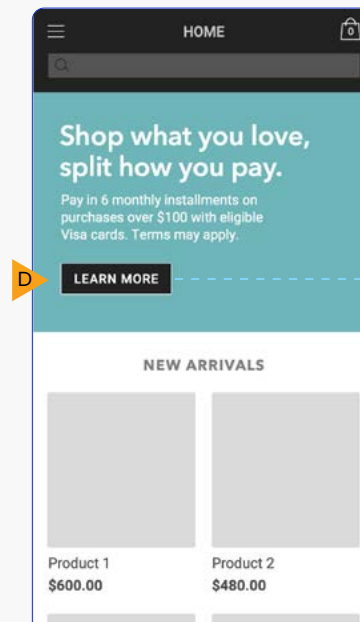 HOME
0
Shop what you love,
split how you pay.
Pay in 6 monthly installments on
purchases over $100 with eligible
Visa cards. Terms may apply.
D
LEARN MORE
NEW ARRIVALS
Product 1
Product 2
$600.00
$480.00